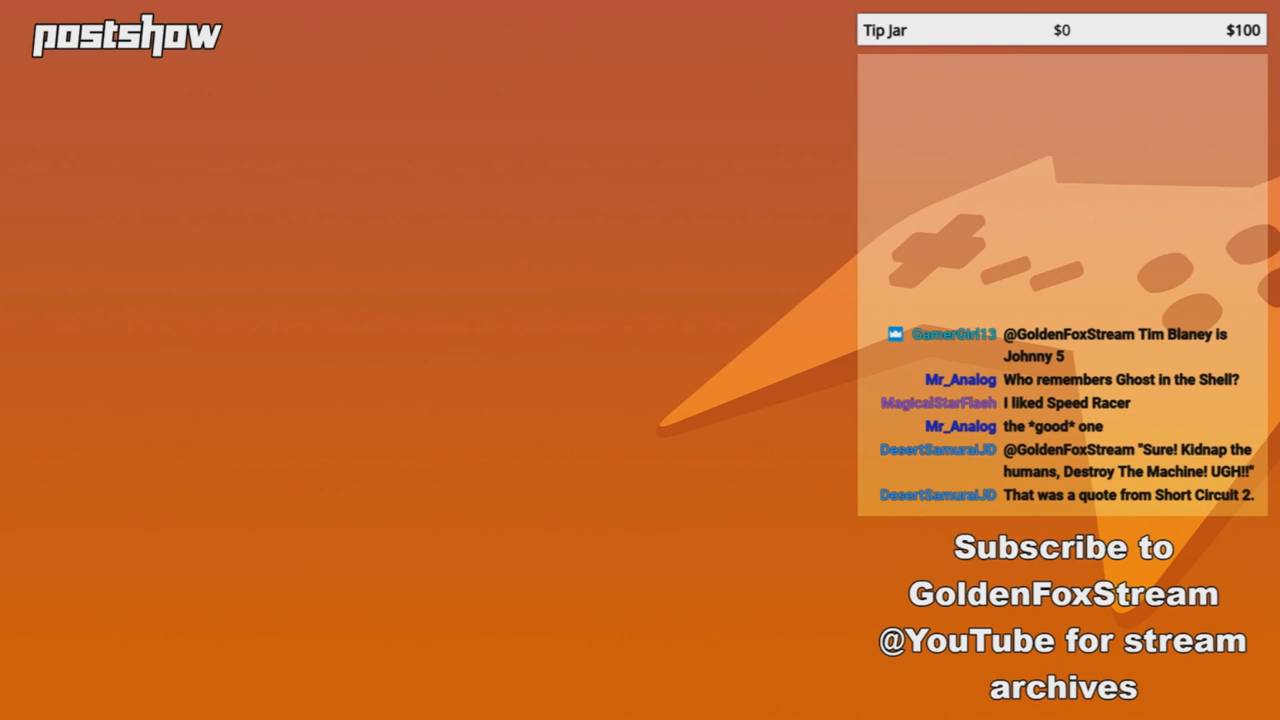 postshow
Tip Jar $0 $100
GamerGirl13 @GoldenFoxStream Tim Blaney is
Johnny 5
Mr_Analog Who remembers Ghost in the Shell?
MagicalStarFlash I liked Speed Racer
Mr_Analog the *good* one
DesertSamuraiJD @GoldenFoxStream "Sure! Kidnap the
humans, Destroy The Machine! UGH!!"
DesertSamuraiJD That was a quote from Short Circuit 2.
Subscribe to
GoldenFoxStream
@YouTube for stream
archives